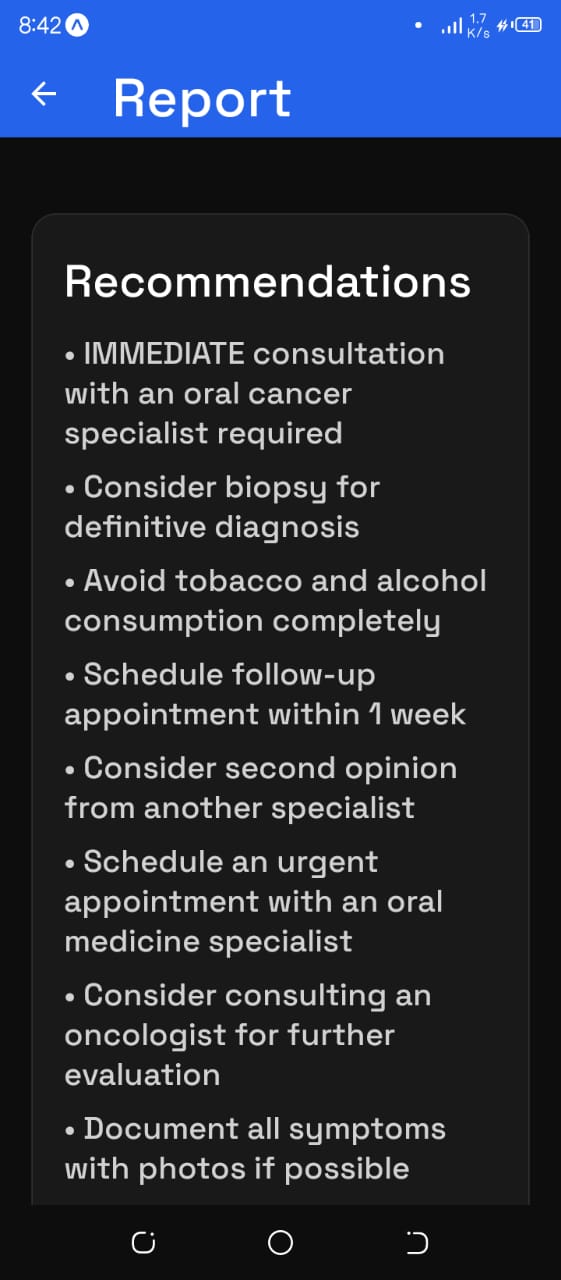 8:42
1.7
K/s
41
Report
Recommendations
• IMMEDIATE consultation
with an oral cancer
specialist required
• Consider biopsy for
definitive diagnosis
• Avoid tobacco and alcohol
consumption completely
• Schedule follow-up
appointment within 1 week
• Consider second opinion
from another specialist
• Schedule an urgent
appointment with an oral
medicine specialist
• Consider consulting an
oncologist for further
evaluation
• Document all symptoms
with photos if possible